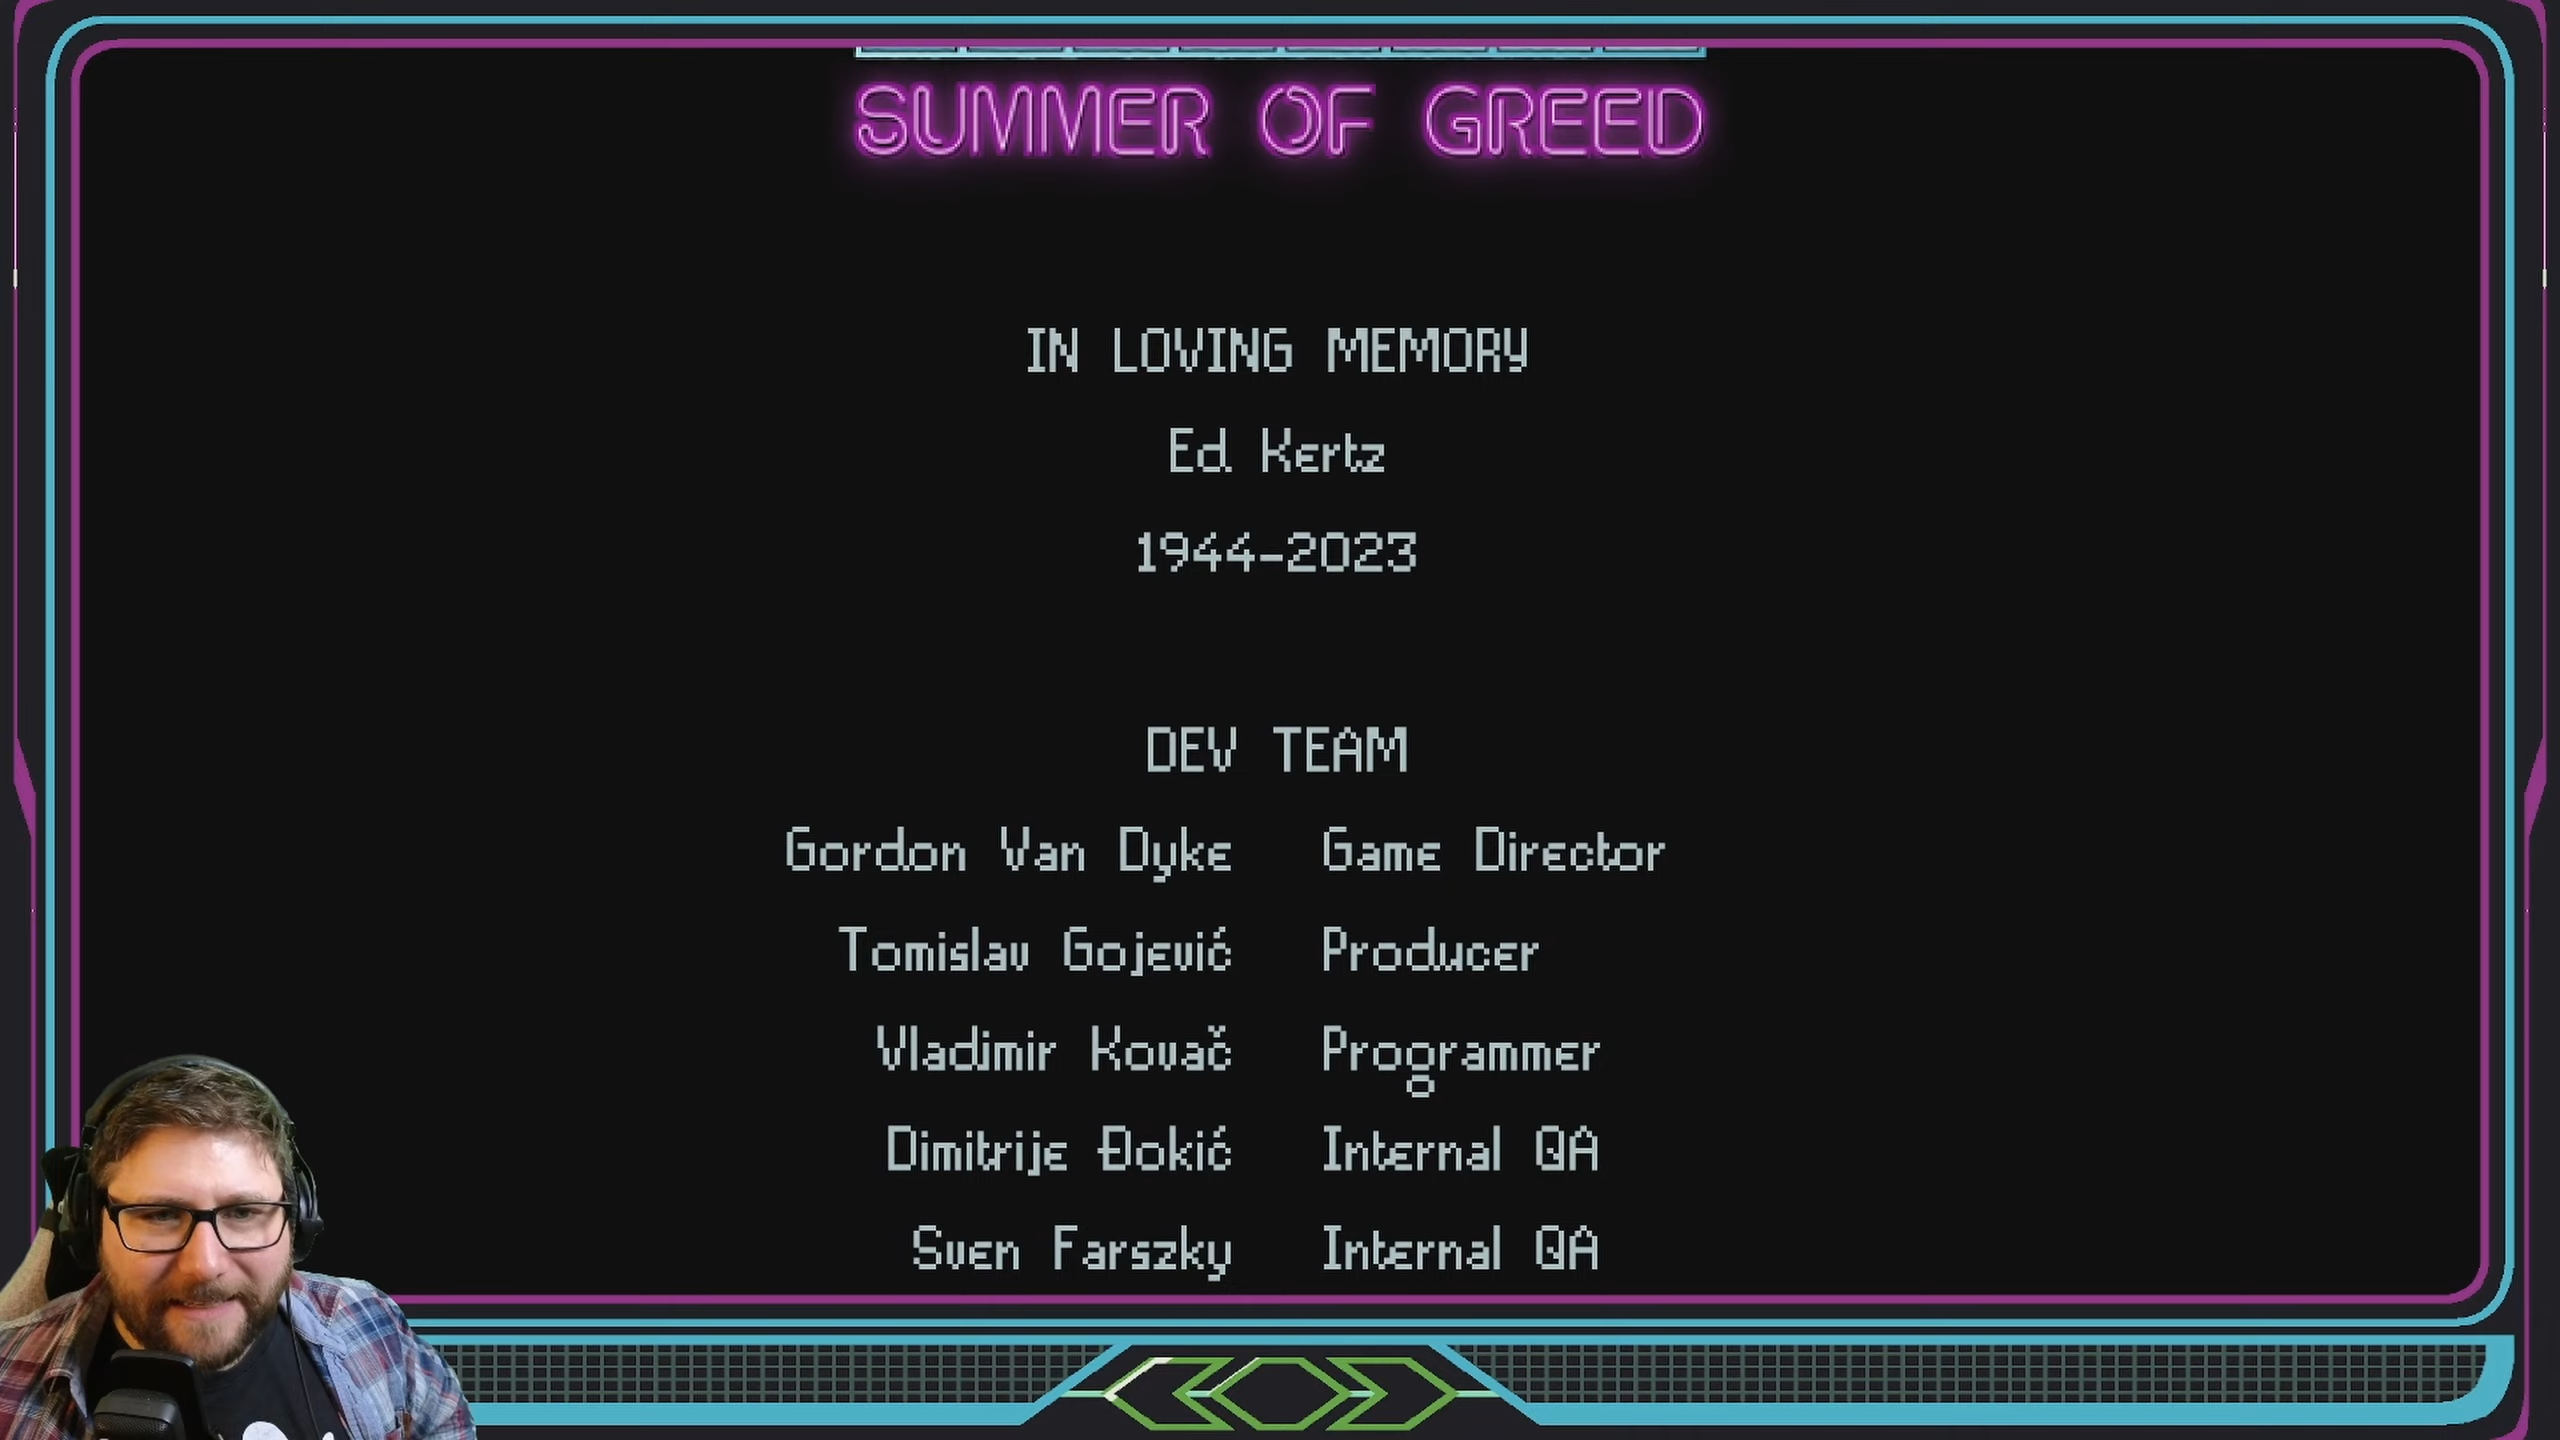 SUMMER OF GREED
IN LOVING MEMORY
Ed Kertz
1944-2023
DEV TEAM
Gordon Van Dyke Game Director
Tomislav Gojević Producer
Vladimir Kovač Programmer
Dimitrije Đokić Internal QA
Sven Farszky Internal QA